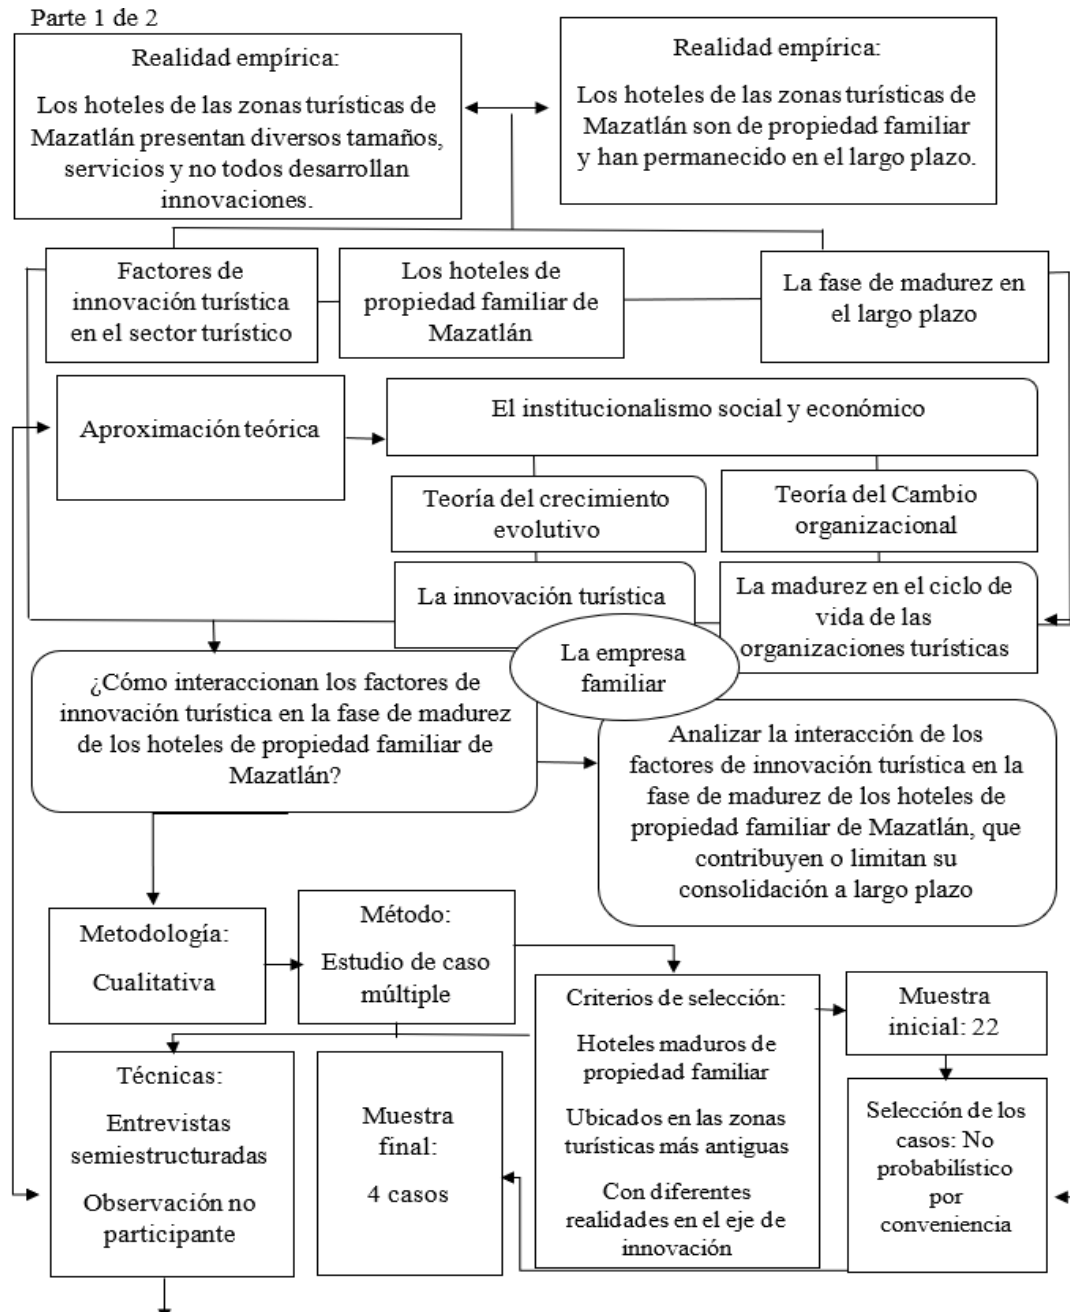 Parte 1 de 2
Realidad empírica:
Los hoteles de las zonas turísticas de
Mazatlán presentan diversos tamaños,
servicios y no todos desarrollan
innovaciones.
Realidad empírica:
Los hoteles de las zonas turísticas de
Mazatlán son de propiedad familiar
y han permanecido en el largo plazo.
Factores de
innovación turística
en el sector turístico
Los hoteles de
propiedad familiar de
Mazatlán
La fase de madurez en
el largo plazo
Aproximación teórica
El institucionalismo social y económico
Teoría del crecimiento
evolutivo
Teoría del Cambio
organizacional
La innovación turística
La madurez en el ciclo de
vida de las
organizaciones turísticas
La empresa
familiar
¿Cómo interaccionan los factores de
innovación turística en la fase de madurez
de los hoteles de propiedad familiar de
Mazatlán?
Analizar la interacción de los
factores de innovación turística en la
fase de madurez de los hoteles de
propiedad familiar de Mazatlán, que
contribuyen o limitan su
consolidación a largo plazo
Metodología:
Cualitativa
Método:
Estudio de caso
múltiple
Criterios de selección:
Hoteles maduros de
propiedad familiar
Ubicados en las zonas
turísticas más antiguas
Con diferentes
realidades en el eje de
innovación
Muestra
inicial: 22
Selección de los
casos: No
probabilístico
por
conveniencia
Muestra
final:
4 casos
Técnicas:
Entrevistas
semiestructuradas
Observación no
participante